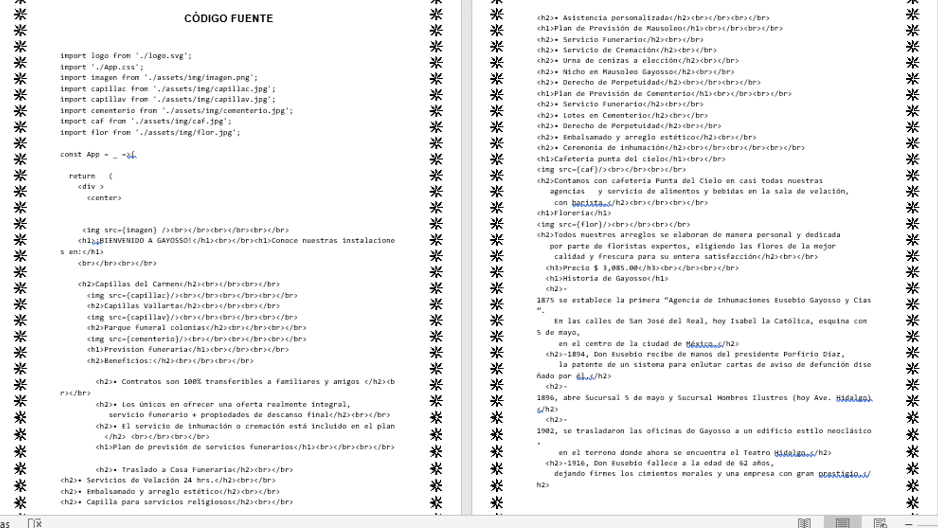 CÓDIGO FUENTE
import logo from './logo.svg';
import './App.css';
import imagen from './assets/img/imagen.png';
import capillac from './assets/img/capillac.jpg';
import capillav from './assets/img/capillav.jpg';
import cementerio from './assets/img/cementerio.jpg';
import caf from './assets/img/caf.jpg';
import flor from './assets/img/flor.jpg';
const App = _ =>{
return (
<div >
<center>
<img src={imagen} /><br></br><br></br>
<h1>¡BIENVENIDO A GAYOSSO!</h1><br></br><h1>Conoce nuestras instalacione
s en:</h1>
<br></br><br></br>
<h2>Capillas del Carmen</h2><br></br><br></br>
<img src={capillac}/><br></br><br></br>
<h2>Capillas Vallarta</h2><br></br><br></br>
<img src={capillav}/><br></br><br></br>
<h2>Parque funeral colonias</h2><br></br><br></br>
<img src={cementerio}/><br></br><br></br>
<h1>Prevision funeraria</h1><br></br><br></br>
<h2>Beneficios:</h2><br></br><br></br>
<h2>• Contratos son 100% transferibles a familiares y amigos </h2><b
r></br>
<h2>• Los únicos en ofrecer una oferta realmente integral,
servicio funerario + propiedades de descanso final</h2><br></br>
<h2>• El servicio de inhumación o cremación está incluido en el plan
</h2> <br></br><br></br>
<h1>Plan de previsión de servicios funerarios</h1><br></br><br></br>
<h2>• Traslado a Casa Funeraria</h2><br></br>
<h2>• Servicios de Velación 24 hrs.</h2><br></br>
<h2>• Embalsamado y arreglo estético</h2><br></br>
<h2>• Capilla para servicios religiosos</h2><br></br>
<h2>• Asistencia personalizada</h2><br></br><br></br>
<h1>Plan de Previsión de Mausoleo</h1><br></br><br></br>
<h2>• Servicio Funerario</h2><br></br>
<h2>• Servicio de Cremación</h2><br></br>
<h2>• Urna de cenizas a elección</h2><br></br>
<h2>• Nicho en Mausoleo Gayosso</h2><br></br>
<h2>• Derecho de Perpetuidad</h2><br></br><br></br>
<h1>Plan de Previsión de Cementerio</h1><br></br><br></br>
<h2>• Servicio Funerario</h2><br></br>
<h2>• Lotes en Cementerio</h2><br></br>
<h2>• Derecho de Perpetuidad</h2><br></br>
<h2>• Embalsamado y arreglo estético</h2><br></br>
<h2>• Ceremonia de inhumación</h2><br></br><br></br>
<h1>Cafetería punta del cielo</h1><br></br>
<img src={caf}/><br></br>
<h2>Contamos con cafetería Punta del Cielo en casi todas nuestras
agencias y servicio de alimentos y bebidas en la sala de velación,
con barista.</h2><br></br><br></br>
<h1>Florería</h1>
<img src={flor}/><br></br>
<h2>Todos nuestros arreglos se elaboran de manera personal y dedicada
por parte de floristas expertos, eligiendo las flores de la mejor
calidad y frescura para su entera satisfacción</h2><br></br>
<h3>Precio $ 3,085.00</h3><br></br><br></br>
<h1>Historia de Gayosso</h1>
<h2>-
1875 se establece la primera “Agencia de Inhumaciones Eusebio Gayosso y Cias
”.
En las calles de San José del Real, hoy Isabel la Católica, esquina con
5 de mayo,
en el centro de la ciudad de México.</h2>
<h2>-1894, Don Eusebio recibe de manos del presidente Porfirio Díaz,
la patente de un sistema para enlutar cartas de aviso de defunción dise
ñado por él.</h2>
<h2>-
1896, abre Sucursal 5 de mayo y Sucursal Hombres Ilustres (hoy Ave. Hidalgo)
</h2>
<h2>-
1902, se trasladaron las oficinas de Gayosso a un edificio estilo neoclásico
,
en el terreno donde ahora se encuentra el Teatro Hidalgo.</h2>
<h2>-1916, Don Eusebio fallece a la edad de 62 años,
dejando firmes los cimientos morales y una empresa con gran prestigio.</
h2>
as